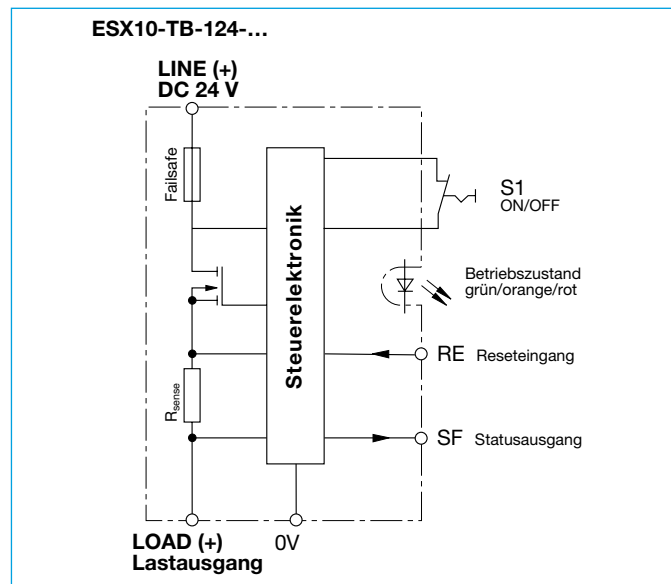 ESX10-TB-124-...
LINE (+)
DC 24 V
Failsafe
Steuerelektronik
S1
ON/OFF
Betriebszustand
grün/orange/rot
RE Reseteingang
Rsense
SF Statusausgang
LOAD (+)
Lastausgang
0V